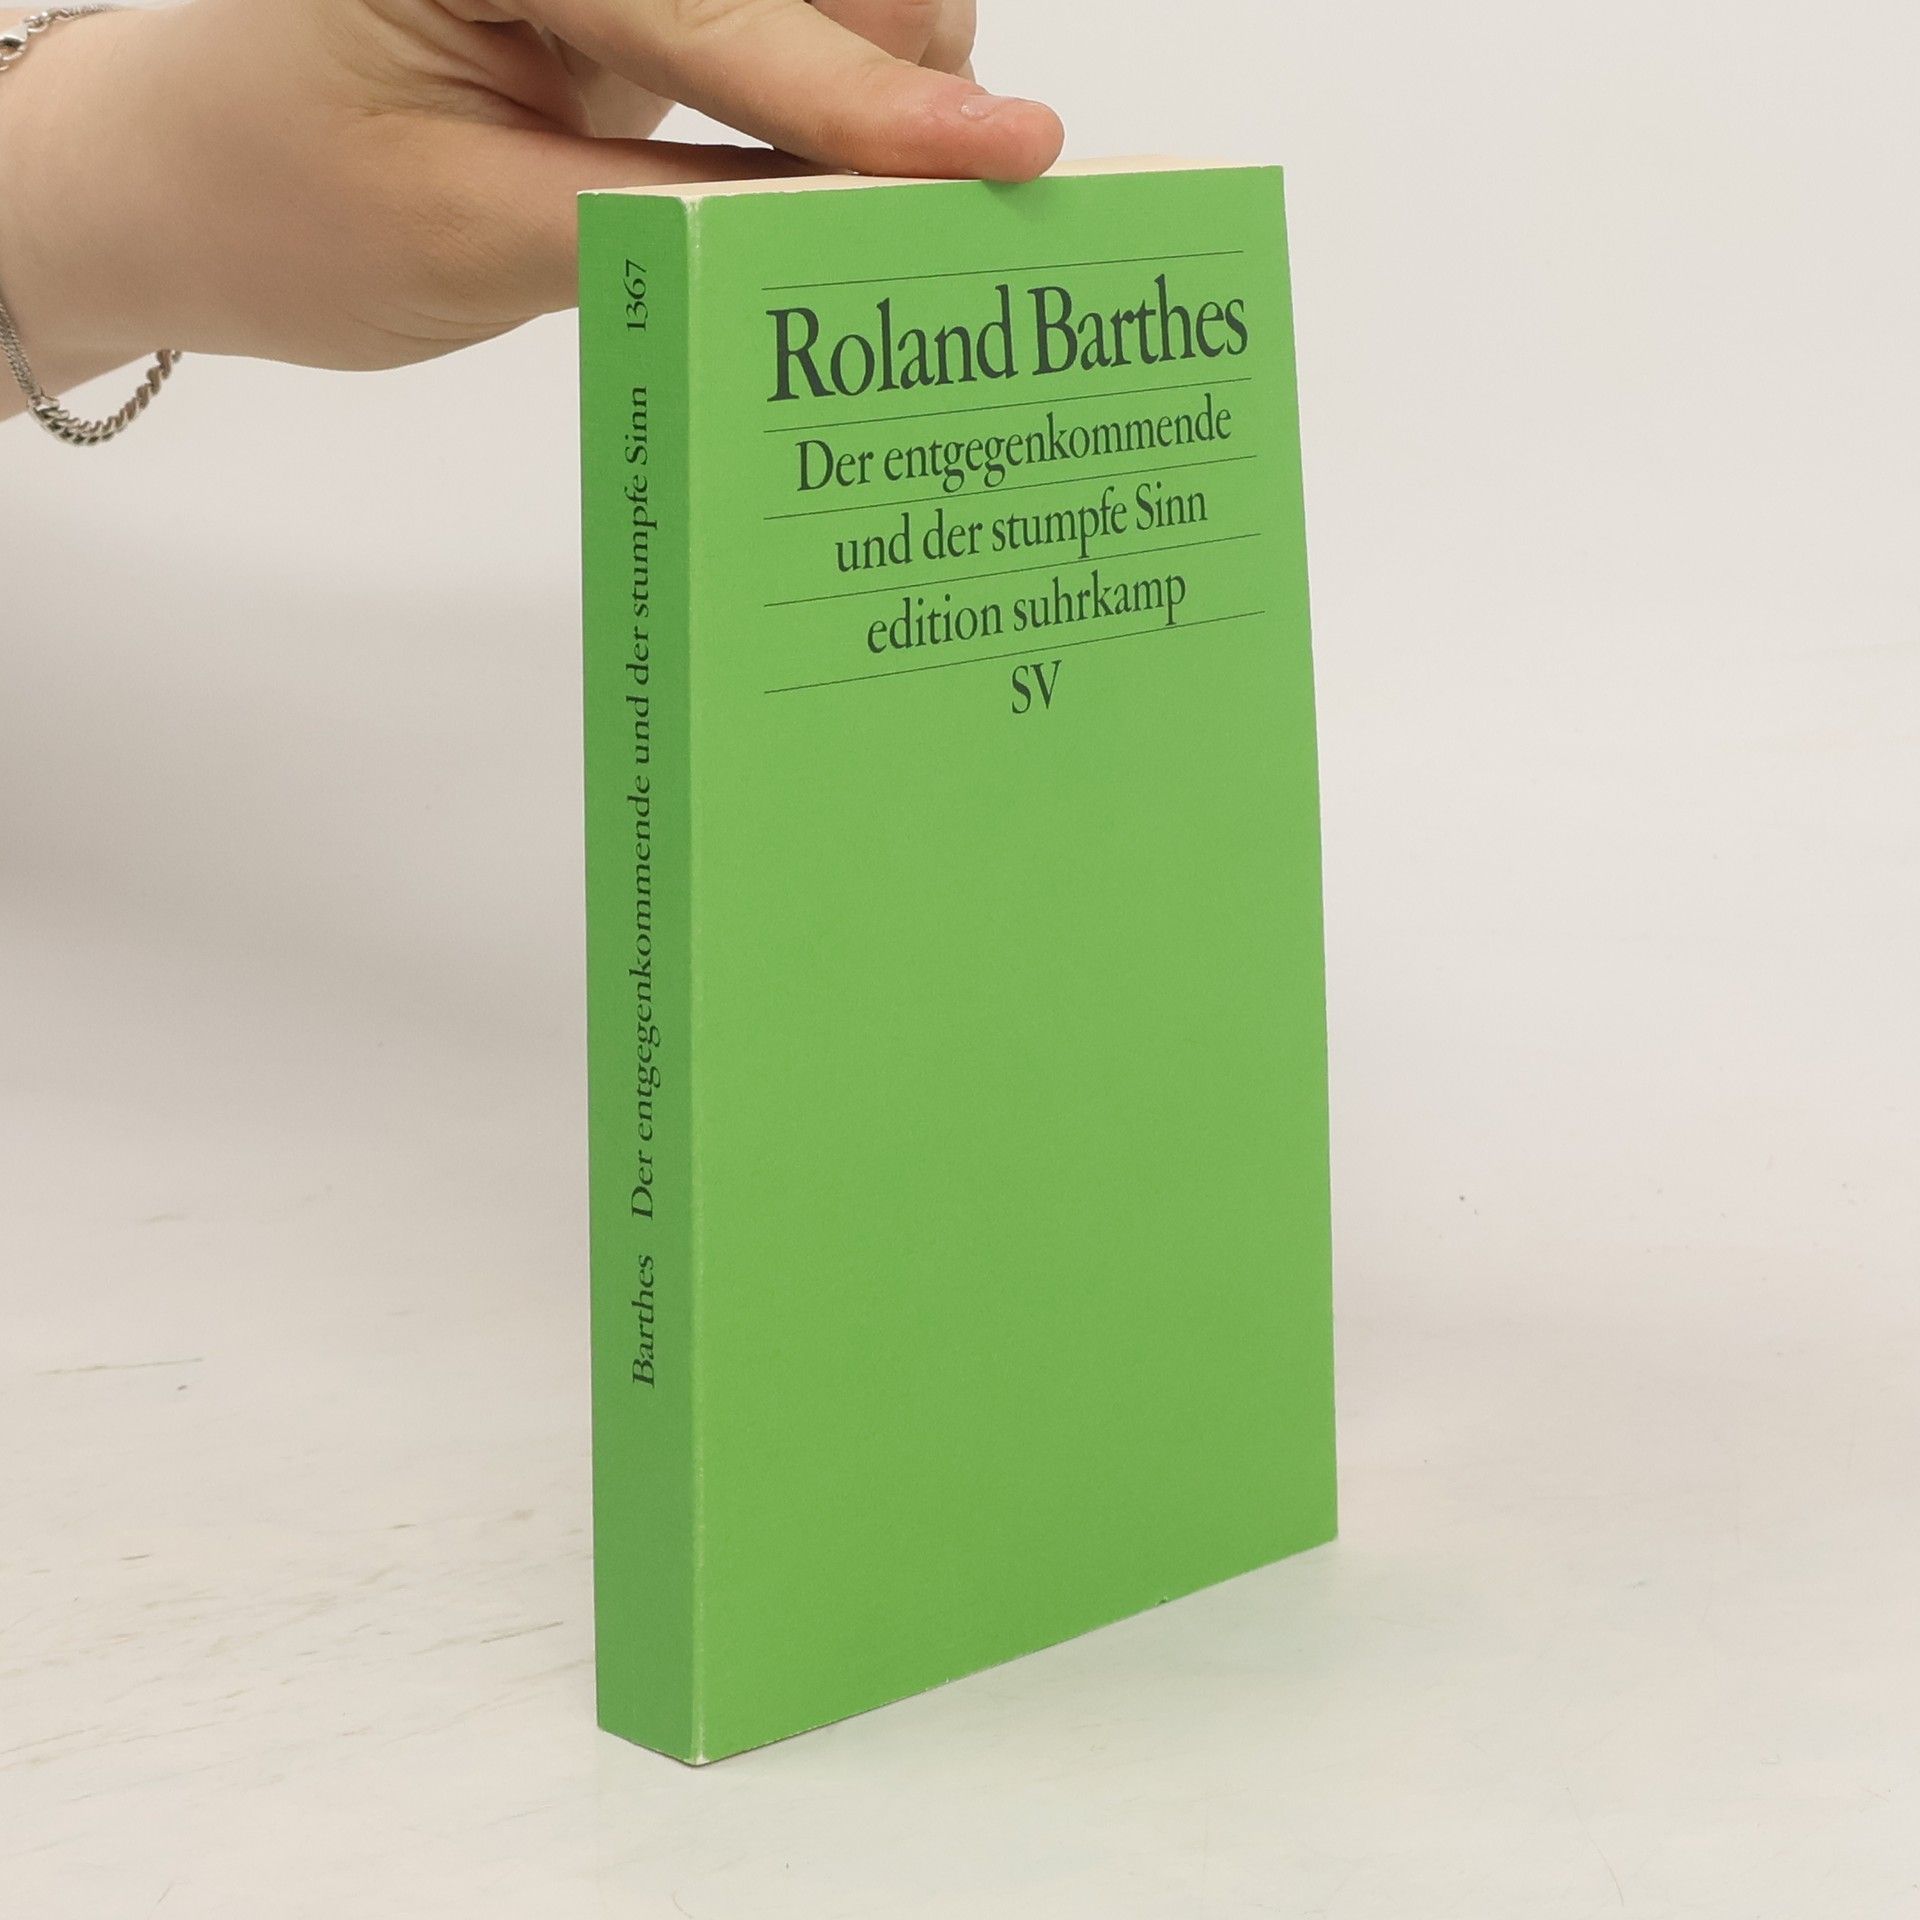 Roland Barthes
Der entgegenkommende
und der stumpfe Sinn
edition suhrkamp
SV
Barthes Der entgegenkommende und der stumpfe Sinn 1367